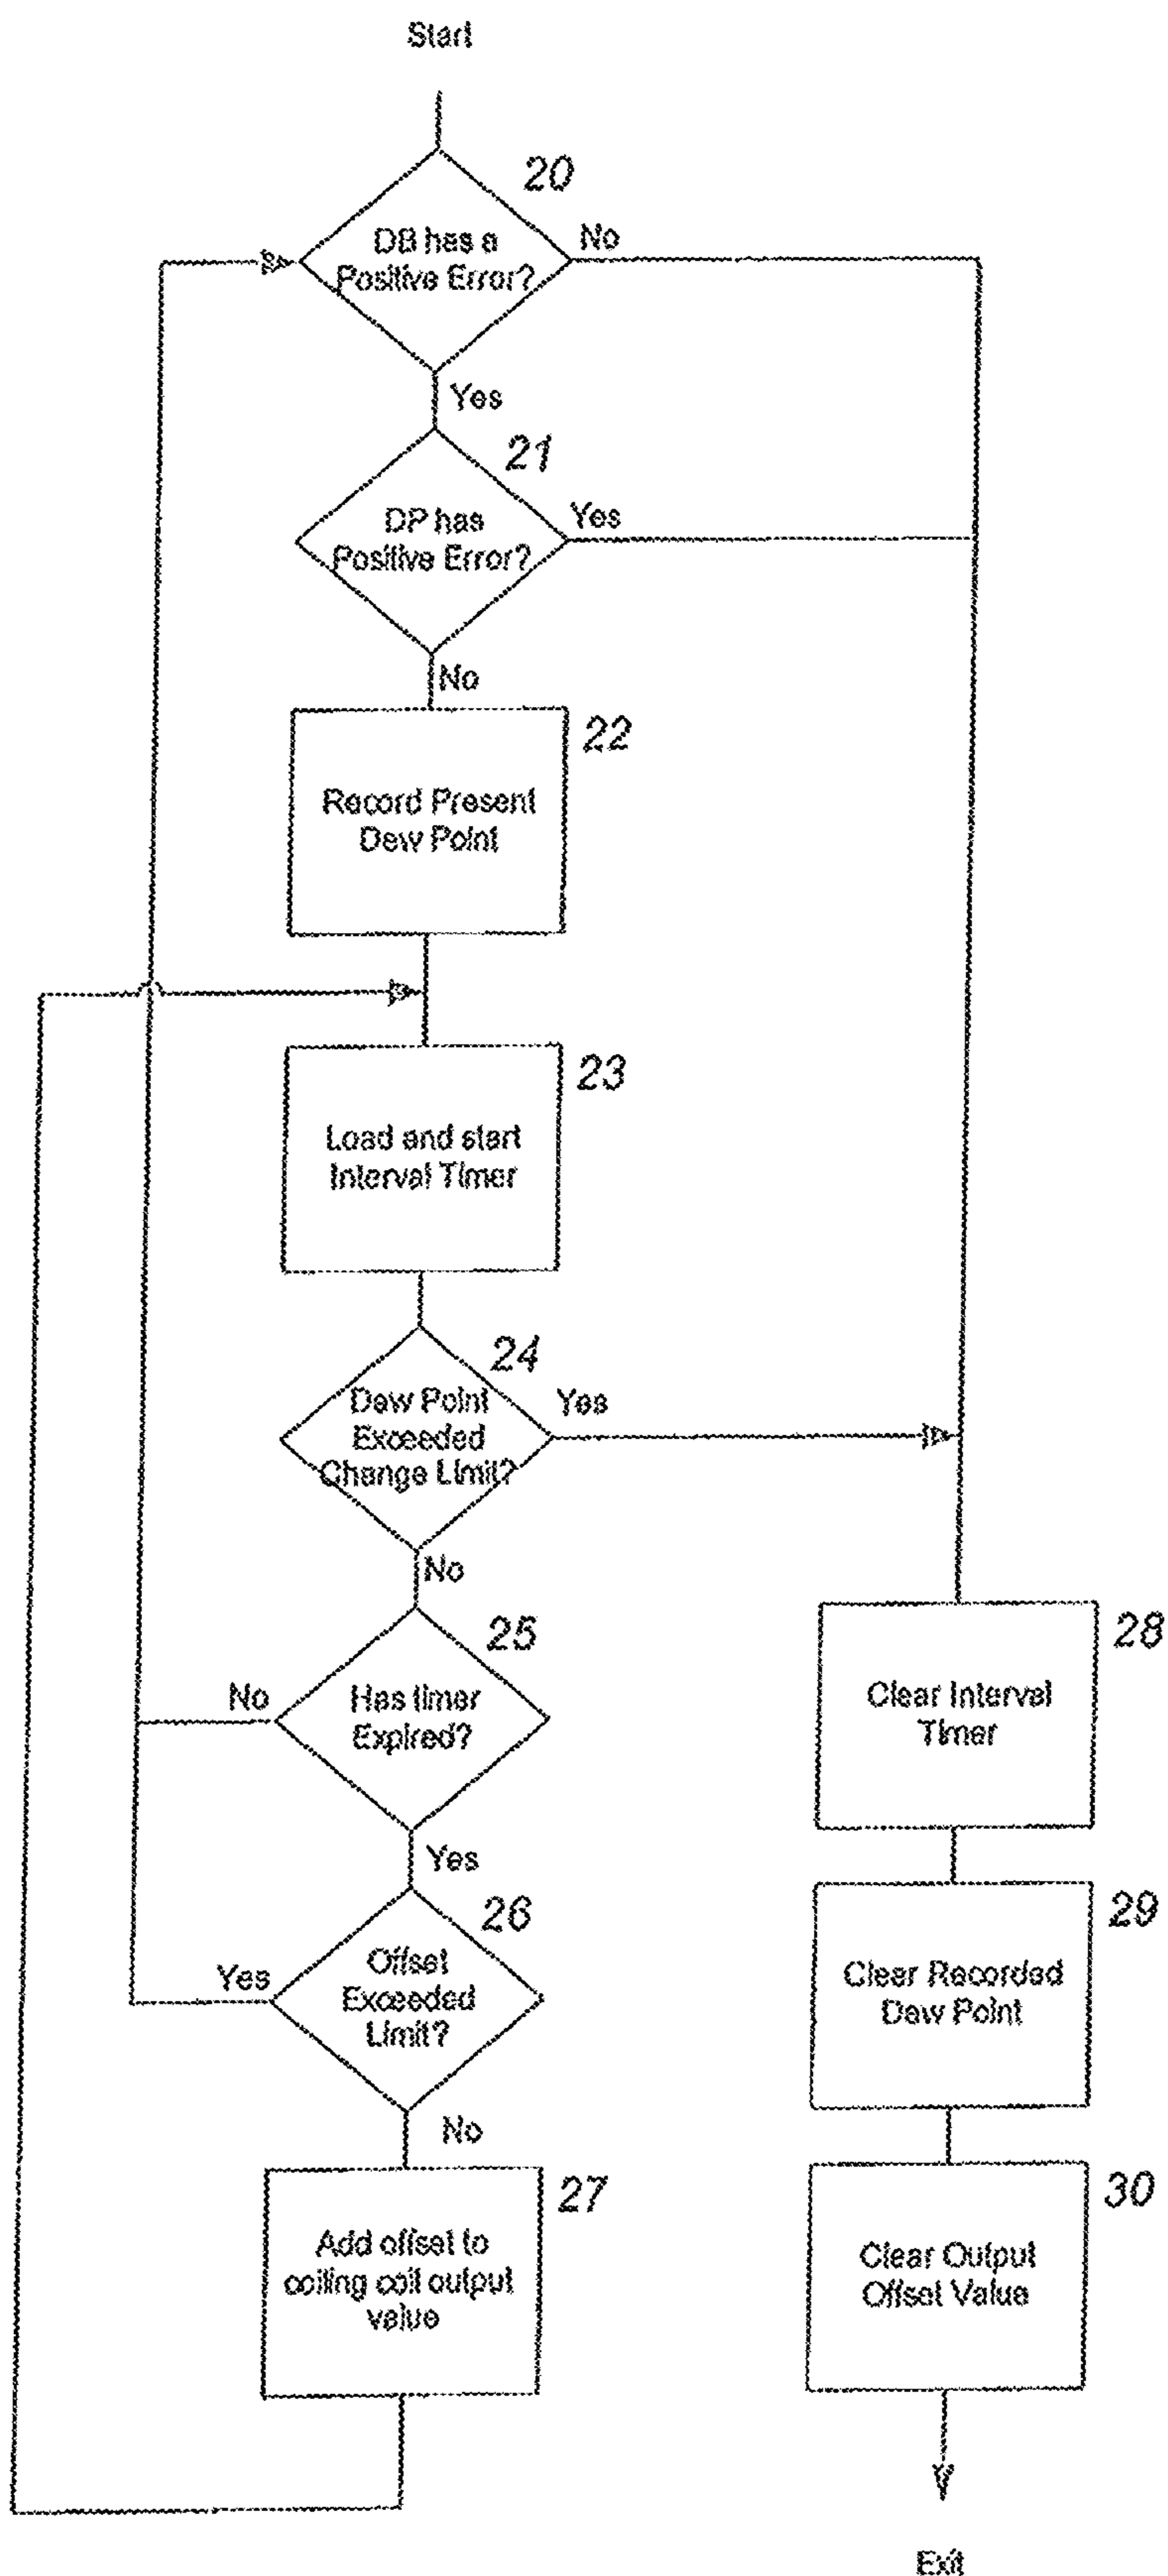 Start
20
DB has a
Positive Error?
No
Yes
21
DP has
Positive Error?
Yes
No
22
Record Present
Dew Point
23
Load and start
Interval Timer
24
Dew Point
Exceeded
Change Limit?
Yes
No
25
Has timer
Expired?
No
Yes
26
Offset
Exceeded
Limit?
Yes
No
27
Add offset to
coiling coil output
value
28
Clear Interval
Timer
29
Clear Recorded
Dew Point
30
Clear Output
Offset Value
Exit